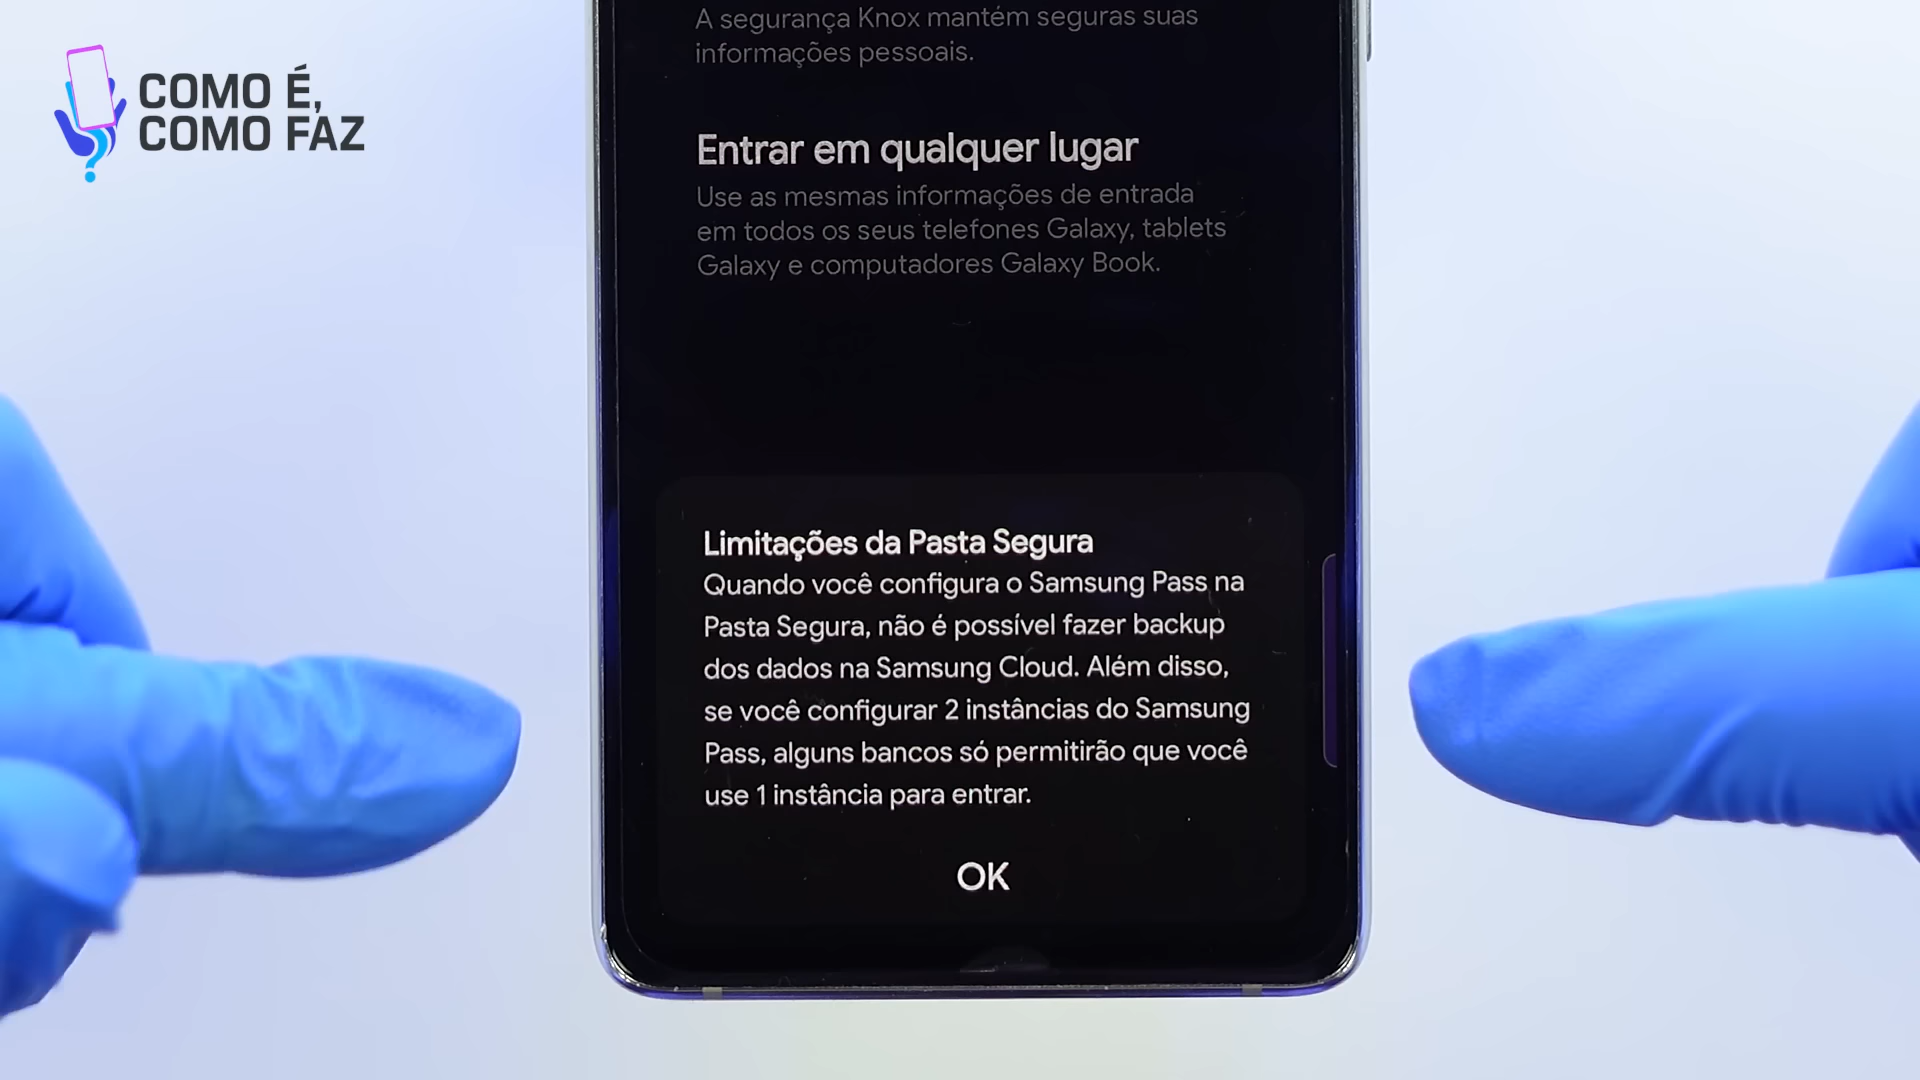 COMO É,
COMO FAZ
A segurança Knox mantém seguras suas
informações pessoais.
Entrar em qualquer lugar
Use as mesmas informações de entrada
em todos os seus telefones Galaxy, tablets
Galaxy e computadores Galaxy Book.
Limitações da Pasta Segura
Quando você configura o Samsung Pass na
Pasta Segura, não é possível fazer backup
dos dados na Samsung Cloud. Além disso,
se você configurar 2 instâncias do Samsung
Pass, alguns bancos só permitirão que você
use 1 instância para entrar.
OK